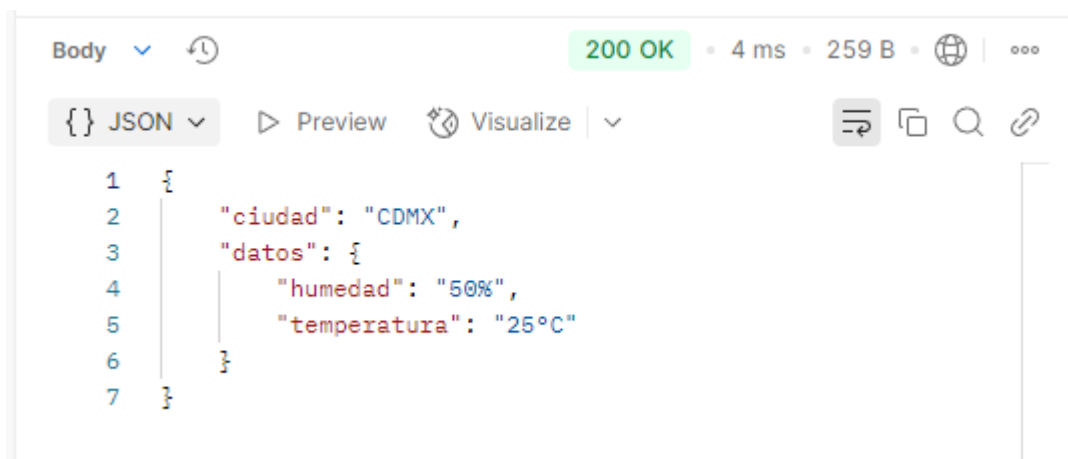 Body
200 OK • 4 ms • 259 B •
{} JSON Preview Visualize
1 {
2 "ciudad": "CDMX",
3 "datos": {
4 "humedad": "50%",
5 "temperatura": "25°C"
6 }
7 }